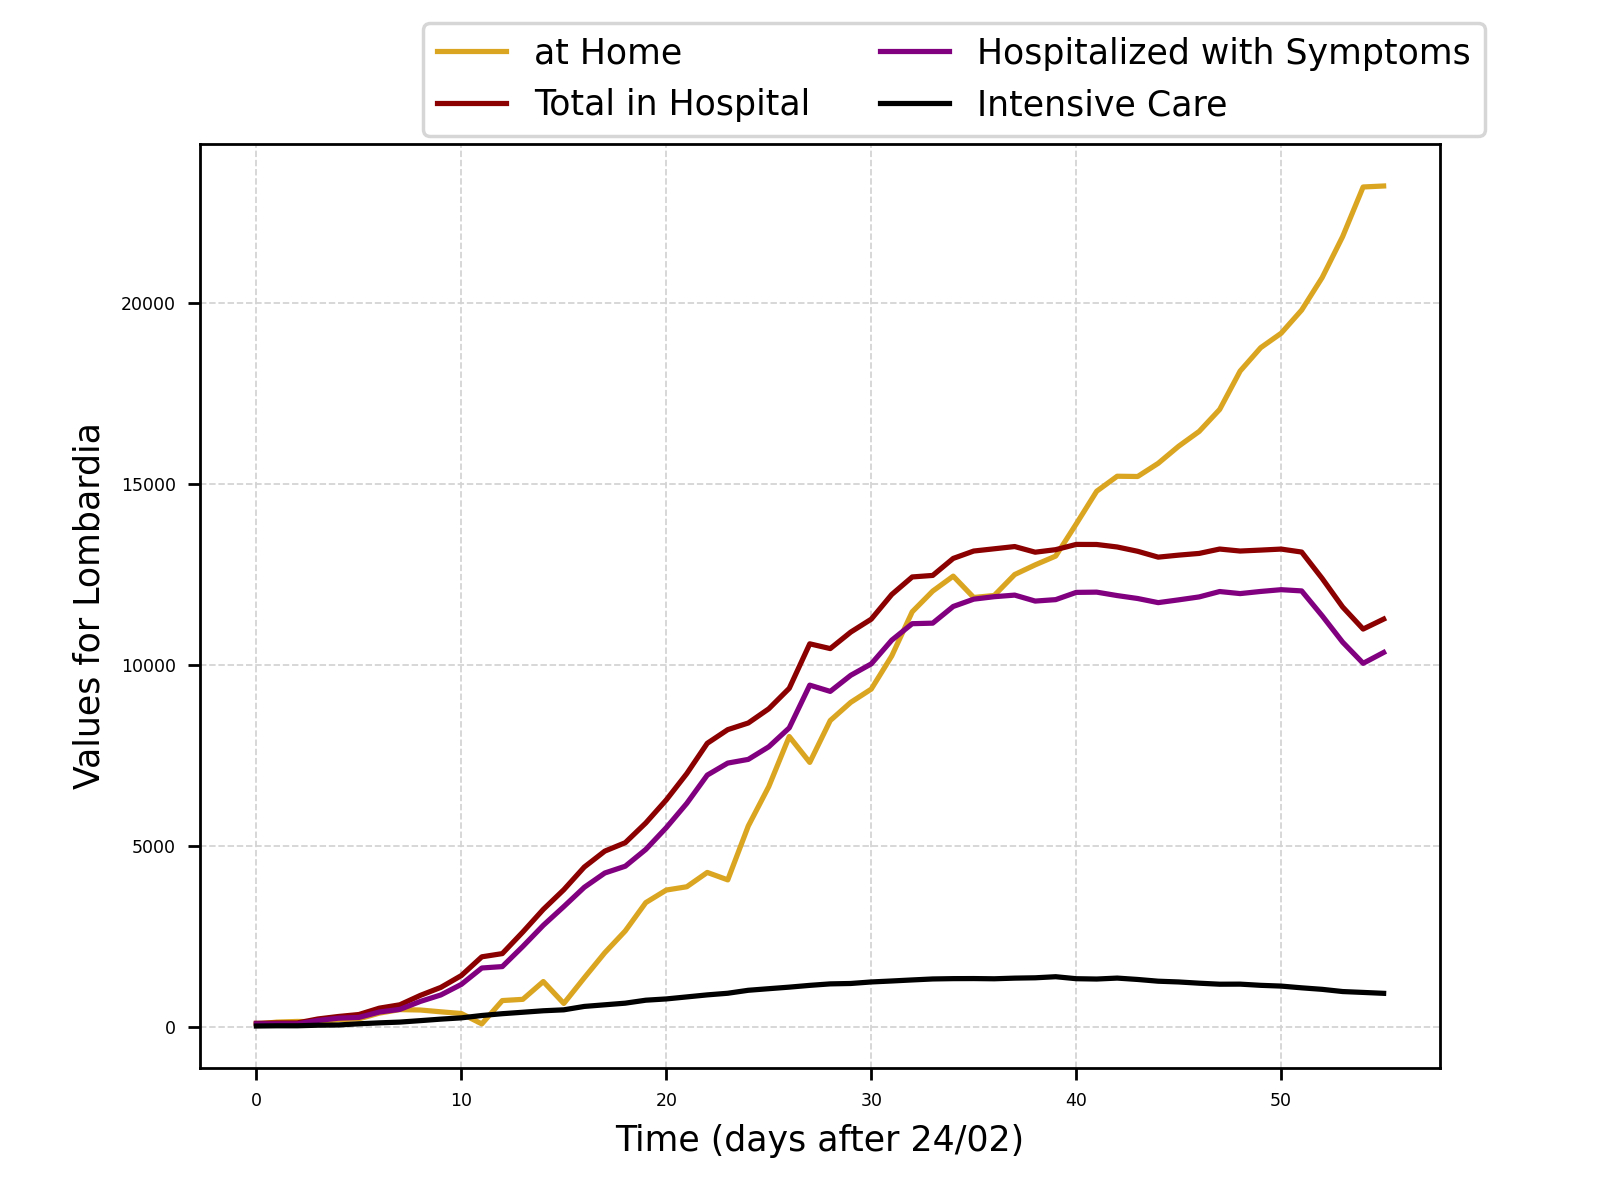 at Home
Total in Hospital
Hospitalized with Symptoms
Intensive Care
20000
15000
10000
5000
0
Values for Lombardia
0 10 20 30 40 50
Time (days after 24/02)